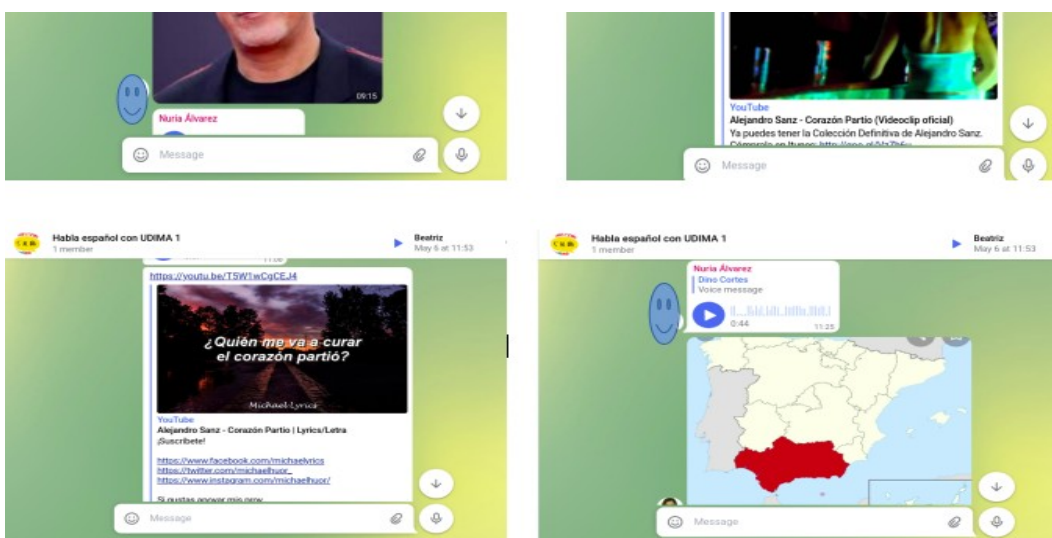 09:15
Nuria Álvarez
Message
YouTube
Alejandro Sanz - Corazón Partio (Videoclip oficial)
Ya puedes tener la Colección Definitiva de Alejandro Sanz.
Message
Habla español con UDIMA 1
1 member
Beatriz
May 6 at 11:53
https://youtu.be/T5W1wCgCEJ4
¿Quién me va a curar
el corazón partió?
Michael Lyrics
YouTube
Alejandro Sanz - Corazón Partio | Lyrics/Letra
¡Suscribete!
https://www.facebook.com/michaelvrics
https://twitter.com/michaelhuor_
https://www.instagram.com/michaelhuor/
Message
Habla español con UDIMA 1
1 member
Beatriz
May 6 at 11:53
Nuria Álvarez
Dino Cortes
Voice message
0:44
11:25
Message